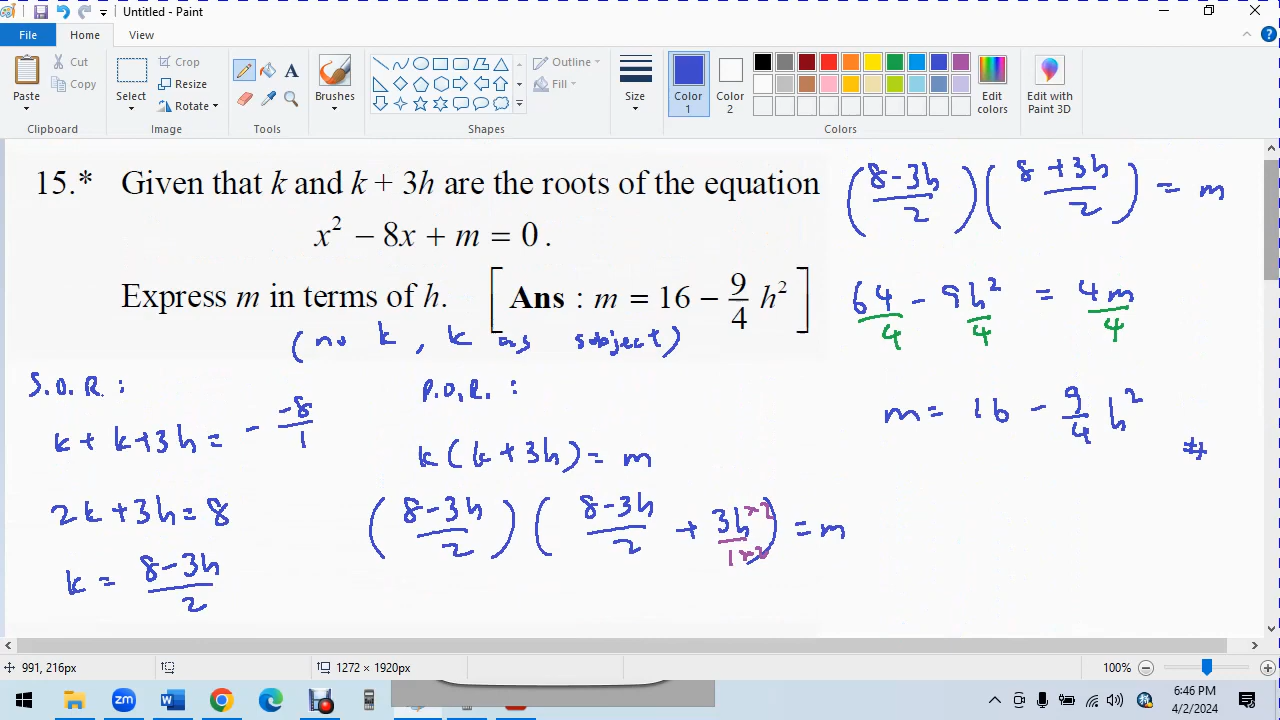 Untitled - Paint
File Home View
Paste Cut Copy Clipboard
Select Crop Resize Rotate Image
Tools
Brushes
Outline Fill Shapes
Size
Color 1 Color 2 Edit colors Colors
Edit with Paint 3D
15.* Given that k and k + 3h are the roots of the equation
x² − 8x + m = 0 .
Express m in terms of h. [ Ans : m = 16 − 9/4 h² ]
(no k, k as subject)
S.O.R. :
k + k + 3h = - -8/1
2k + 3h = 8
k = (8 - 3h)/2
P.O.R. :
k(k + 3h) = m
((8 - 3h)/2)((8 - 3h)/2 + 3h×2/1×2) = m
((8 - 3h)/2)((8 + 3h)/2) = m
64/4 - 9h²/4 = 4m/4
m = 16 - 9/4 h² #
991, 216px
1272 × 1920px
100%
6:46 PM
4/2/2024